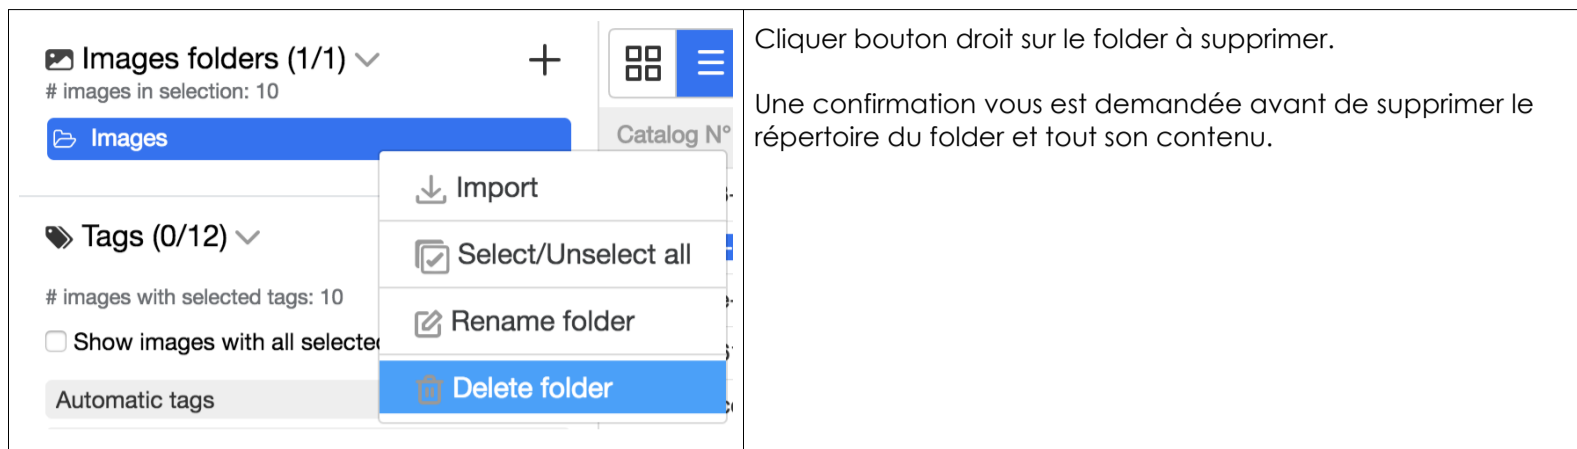 Images folders (1/1)
# images in selection: 10
Images
Import
Select/Unselect all
Rename folder
Delete folder
Tags (0/12)
# images with selected tags: 10
Show images with all
Automatic tags
Catalog N°
Cliquer bouton droit sur le folder à supprimer.
Une confirmation vous est demandée avant de supprimer le
répertoire du folder et tout son contenu.